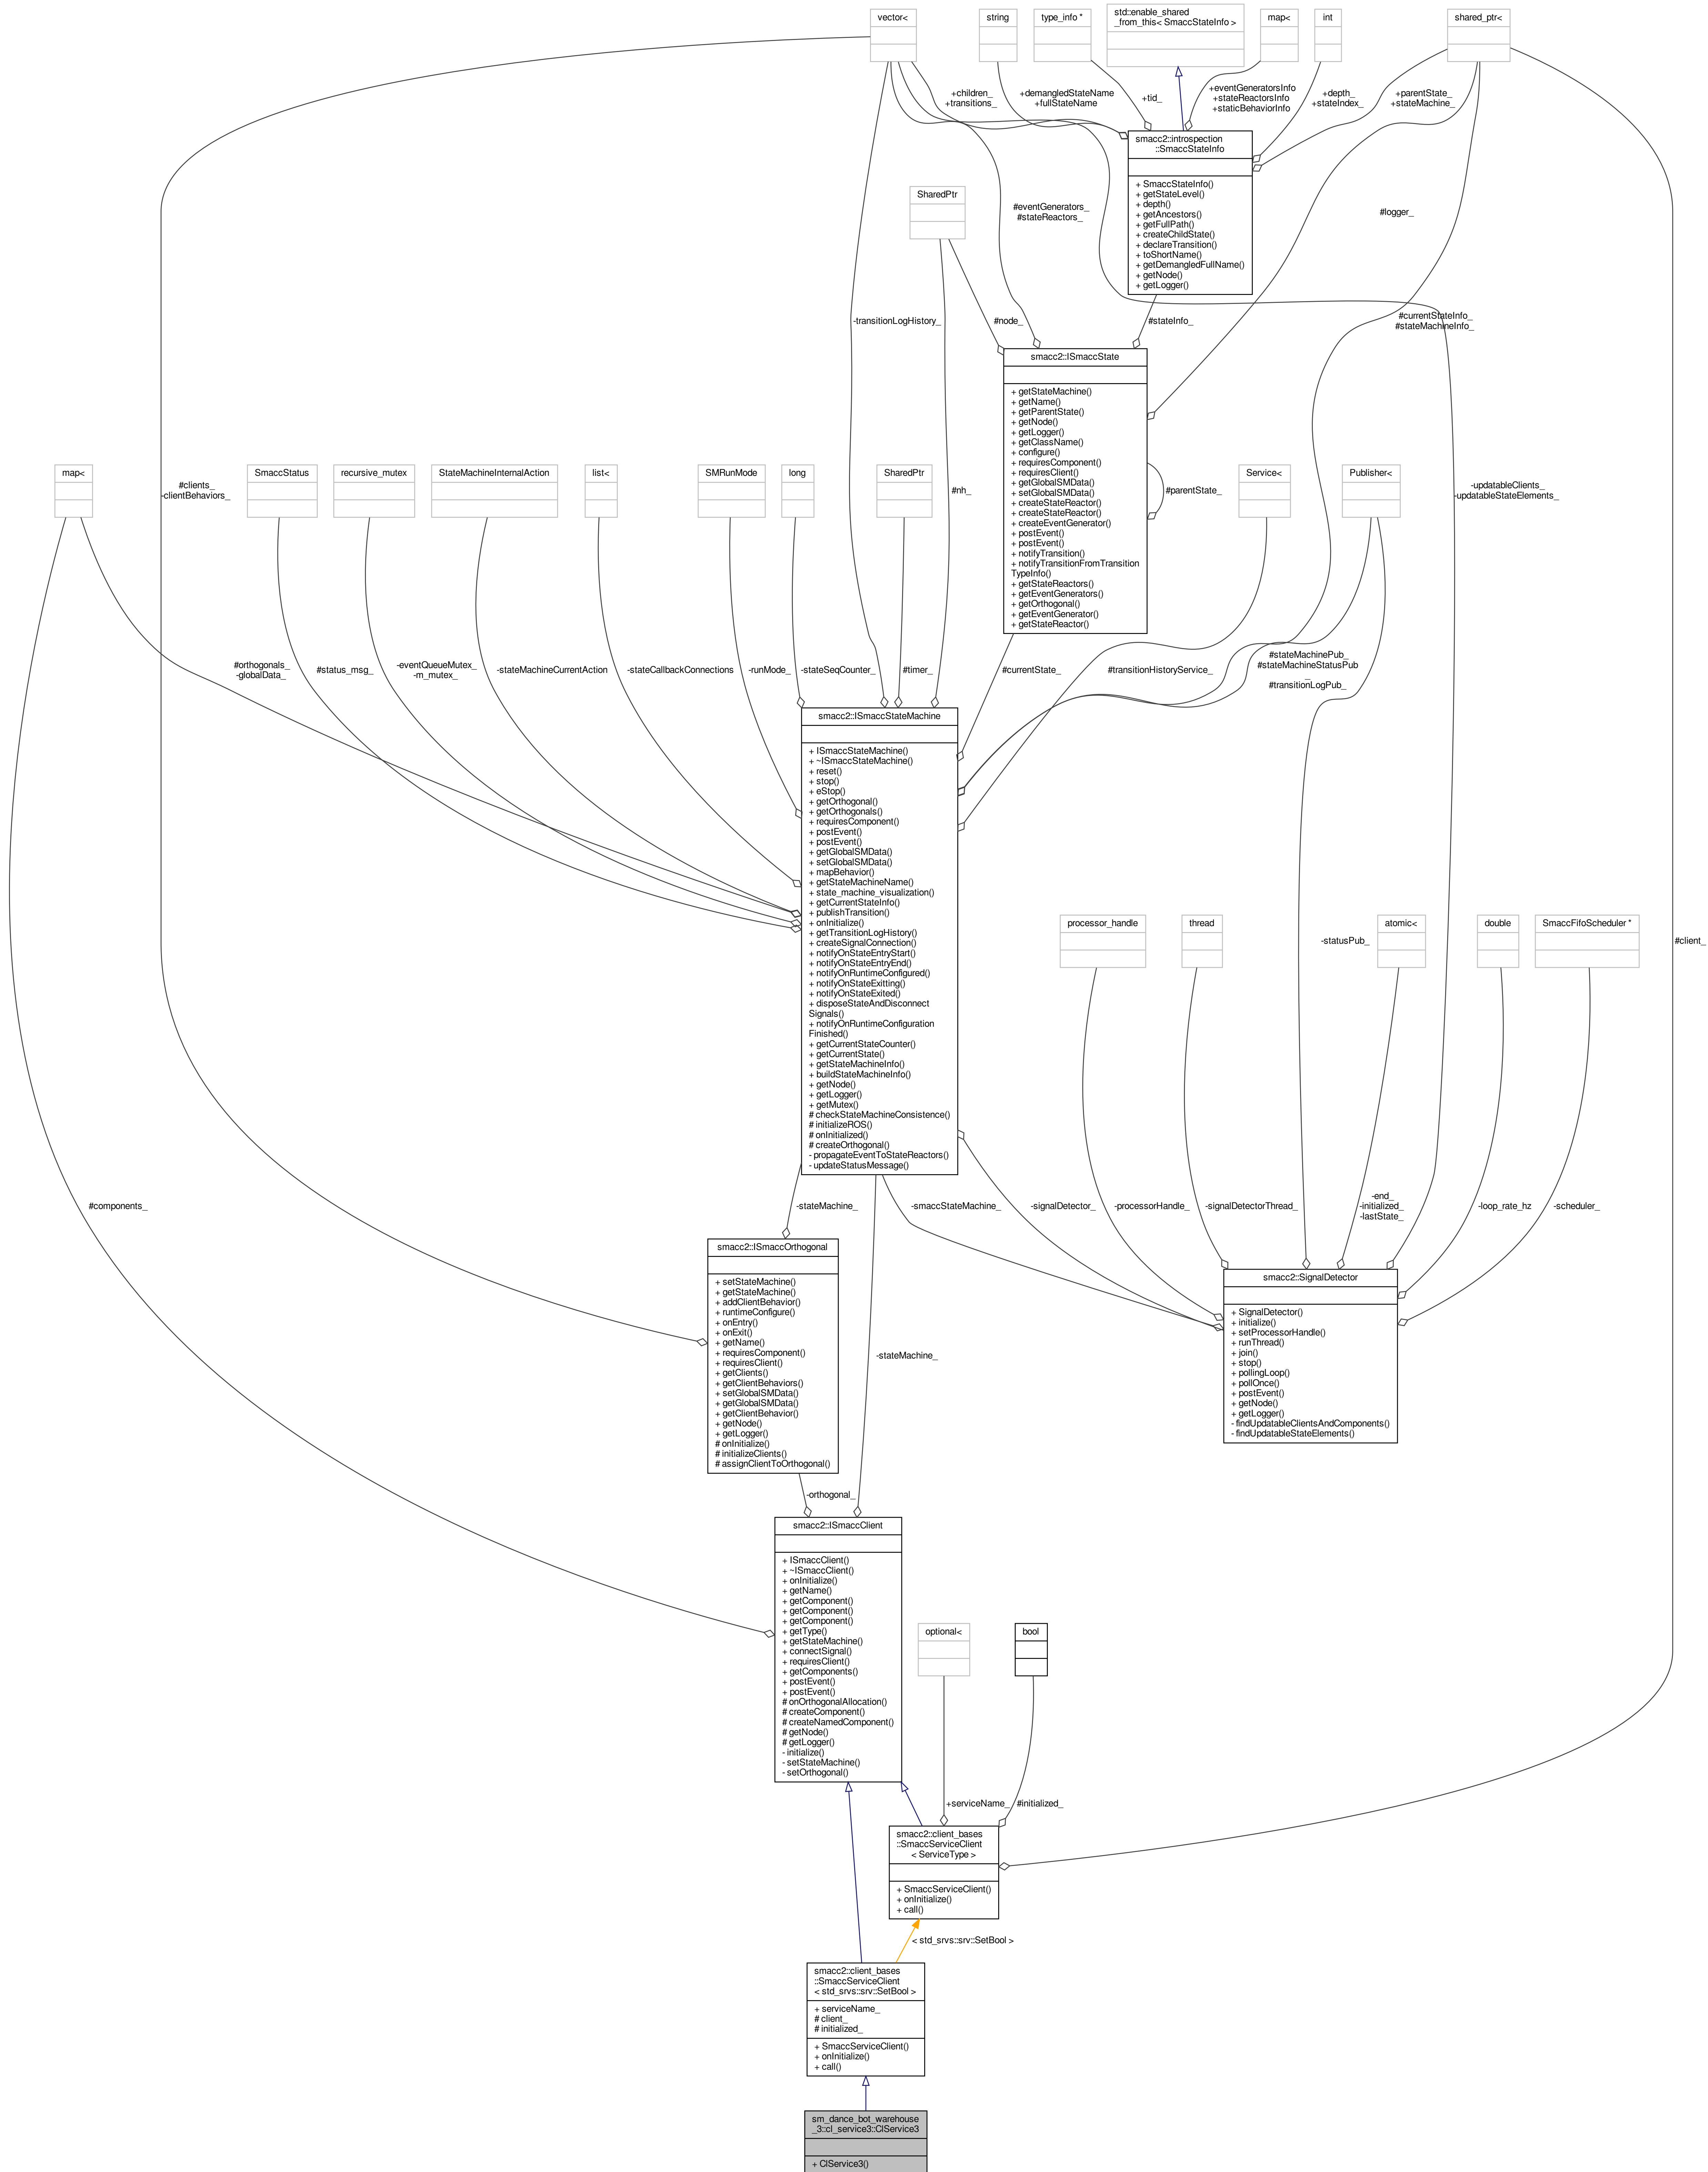 vector<
string
type_info *
std::enable_shared
_from_this< SmaccStateInfo >
map<
int
shared_ptr<
+children_
+transitions_
+demangledStateName
+fullStateName
+tid_
+eventGeneratorsInfo
+stateReactorsInfo
+staticBehaviorInfo
+depth_
+stateIndex_
+parentState_
+stateMachine_
smacc2::introspection
::SmaccStateInfo
+ SmaccStateInfo()
+ getStateLevel()
+ depth()
+ getAncestors()
+ getFullPath()
+ createChildState()
+ declareTransition()
+ toShortName()
+ getDemangledFullName()
+ getNode()
+ getLogger()
SharedPtr
#eventGenerators_
#stateReactors_
#logger_
-transitionLogHistory_
#node_
#stateInfo_
#currentStateInfo_
#stateMachineInfo_
smacc2::ISmaccState
+ getStateMachine()
+ getName()
+ getParentState()
+ getNode()
+ getLogger()
+ getClassName()
+ configure()
+ requiresComponent()
+ requiresClient()
+ getGlobalSMData()
+ setGlobalSMData()
+ createStateReactor()
+ createStateReactor()
+ createEventGenerator()
+ postEvent()
+ postEvent()
+ notifyTransition()
+ notifyTransitionFromTransition
TypeInfo()
+ getStateReactors()
+ getEventGenerators()
+ getOrthogonal()
+ getEventGenerator()
+ getStateReactor()
#parentState_
map<
#clients_
-clientBehaviors_
SmaccStatus
recursive_mutex
StateMachineInternalAction
list<
SMRunMode
long
SharedPtr
#nh_
Service<
Publisher<
-updatableClients_
-updatableStateElements_
#orthogonals_
-globalData_
#status_msg_
-eventQueueMutex_
-m_mutex_
-stateMachineCurrentAction
-stateCallbackConnections
-runMode_
-stateSeqCounter_
#timer_
#currentState_
#transitionHistoryService_
#stateMachinePub_
#stateMachineStatusPub
_
#transitionLogPub_
smacc2::ISmaccStateMachine
+ ISmaccStateMachine()
+ ~ISmaccStateMachine()
+ reset()
+ stop()
+ eStop()
+ getOrthogonal()
+ getOrthogonals()
+ requiresComponent()
+ postEvent()
+ postEvent()
+ getGlobalSMData()
+ setGlobalSMData()
+ mapBehavior()
+ getStateMachineName()
+ state_machine_visualization()
+ getCurrentStateInfo()
+ publishTransition()
+ onInitialize()
+ getTransitionLogHistory()
+ createSignalConnection()
+ notifyOnStateEntryStart()
+ notifyOnStateEntryEnd()
+ notifyOnRuntimeConfigured()
+ notifyOnStateExitting()
+ notifyOnStateExited()
+ disposeStateAndDisconnect
Signals()
+ notifyOnRuntimeConfiguration
Finished()
+ getCurrentStateCounter()
+ getCurrentState()
+ getStateMachineInfo()
+ buildStateMachineInfo()
+ getNode()
+ getLogger()
+ getMutex()
# checkStateMachineConsistence()
# initializeROS()
# onInitialized()
# createOrthogonal()
- propagateEventToStateReactors()
- updateStatusMessage()
processor_handle
thread
-statusPub_
atomic<
double
SmaccFifoScheduler *
#client_
#components_
-stateMachine_
-smaccStateMachine_
-signalDetector_
-processorHandle_
-signalDetectorThread_
-end_
-initialized_
-lastState_
-loop_rate_hz
-scheduler_
smacc2::ISmaccOrthogonal
+ setStateMachine()
+ getStateMachine()
+ addClientBehavior()
+ runtimeConfigure()
+ onEntry()
+ onExit()
+ getName()
+ requiresComponent()
+ requiresClient()
+ getClients()
+ getClientBehaviors()
+ setGlobalSMData()
+ getGlobalSMData()
+ getClientBehavior()
+ getNode()
+ getLogger()
# onInitialize()
# initializeClients()
# assignClientToOrthogonal()
smacc2::SignalDetector
+ SignalDetector()
+ initialize()
+ setProcessorHandle()
+ runThread()
+ join()
+ stop()
+ pollingLoop()
+ pollOnce()
+ postEvent()
+ getNode()
+ getLogger()
- findUpdatableClientsAndComponents()
- findUpdatableStateElements()
-stateMachine_
-orthogonal_
smacc2::ISmaccClient
+ ISmaccClient()
+ ~ISmaccClient()
+ onInitialize()
+ getName()
+ getComponent()
+ getComponent()
+ getComponent()
+ getType()
+ getStateMachine()
+ connectSignal()
+ requiresClient()
+ getComponents()
+ postEvent()
+ postEvent()
# onOrthogonalAllocation()
# createComponent()
# createNamedComponent()
# getNode()
# getLogger()
- initialize()
- setStateMachine()
- setOrthogonal()
optional<
bool
+serviceName_
#initialized_
smacc2::client_bases
::SmaccServiceClient
< ServiceType >
+ SmaccServiceClient()
+ onInitialize()
+ call()
< std_srvs::srv::SetBool >
smacc2::client_bases
::SmaccServiceClient
< std_srvs::srv::SetBool >
+ serviceName_
# client_
# initialized_
+ SmaccServiceClient()
+ onInitialize()
+ call()
sm_dance_bot_warehouse
_3::cl_service3::ClService3
+ ClService3()